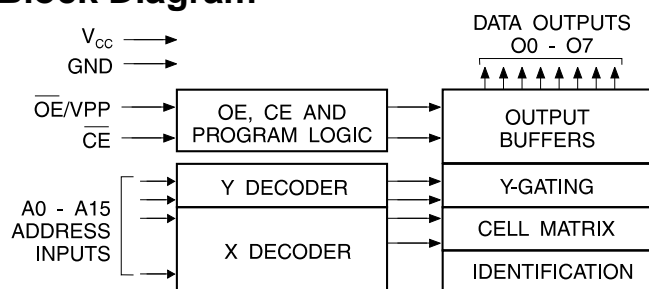 Block Diagram
DATA OUTPUTS
O0 - O7
VCC
GND
OE/VPP
CE
OE, CE AND
PROGRAM LOGIC
OUTPUT
BUFFERS
Y DECODER
Y-GATING
A0 - A15
ADDRESS
INPUTS
X DECODER
CELL MATRIX
IDENTIFICATION